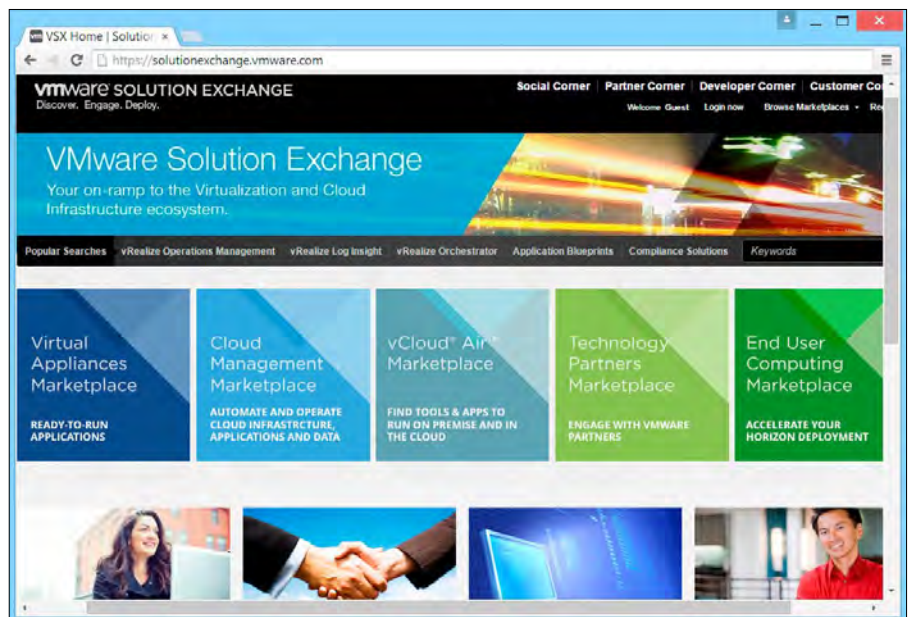 VSX Home | Solution
https://solutionexchange.vmware.com
vmware SOLUTION EXCHANGE
Discover. Engage. Deploy.
Social Corner Partner Corner Developer Corner Customer Co
Welcome Guest Login now Browse Marketplaces Re
VMware Solution Exchange
Your on-ramp to the Virtualization and Cloud
Infrastructure ecosystem.
Popular Searches vRealize Operations Management vRealize Log Insight vRealize Orchestrator Application Blueprints Compliance Solutions Keywords
Virtual
Appliances
Marketplace
READY-TO-RUN
APPLICATIONS
Cloud
Management
Marketplace
AUTOMATE AND OPERATE
CLOUD INFRASTRCTURE,
APPLICATIONS AND DATA
vCloud® Air™
Marketplace
FIND TOOLS & APPS TO
RUN ON PREMISE AND IN
THE CLOUD
Technology
Partners
Marketplace
ENGAGE WITH VMWARE
PARTNERS
End User
Computing
Marketplace
ACCELERATE YOUR
HORIZON DEPLOYMENT